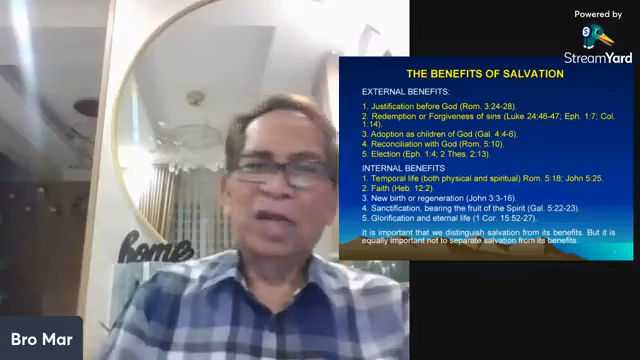 Powered by
StreamYard
THE BENEFITS OF SALVATION
EXTERNAL BENEFITS:
1. Justification before God (Rom. 3:24-28).
2. Redemption or Forgiveness of sins (Luke 24:46-47; Eph. 1:7; Col.
1:14).
3. Adoption as children of God (Gal. 4:4-6).
4. Reconciliation with God (Rom. 5:10).
5. Election (Eph. 1:4; 2 Thes. 2:13).
INTERNAL BENEFITS
1. Temporal life (both physical and spiritual) Rom. 5:18; John 5:25.
2. Faith (Heb. 12:2).
3. New birth or regeneration (John 3:3-16).
4. Sanctification, bearing the fruit of the Spirit (Gal. 5:22-23).
5. Glorification and eternal life (1 Cor. 15:52-27).
It is important that we distinguish salvation from its benefits. But it is
equally important not to separate salvation from its benefits.
home
Bro Mar